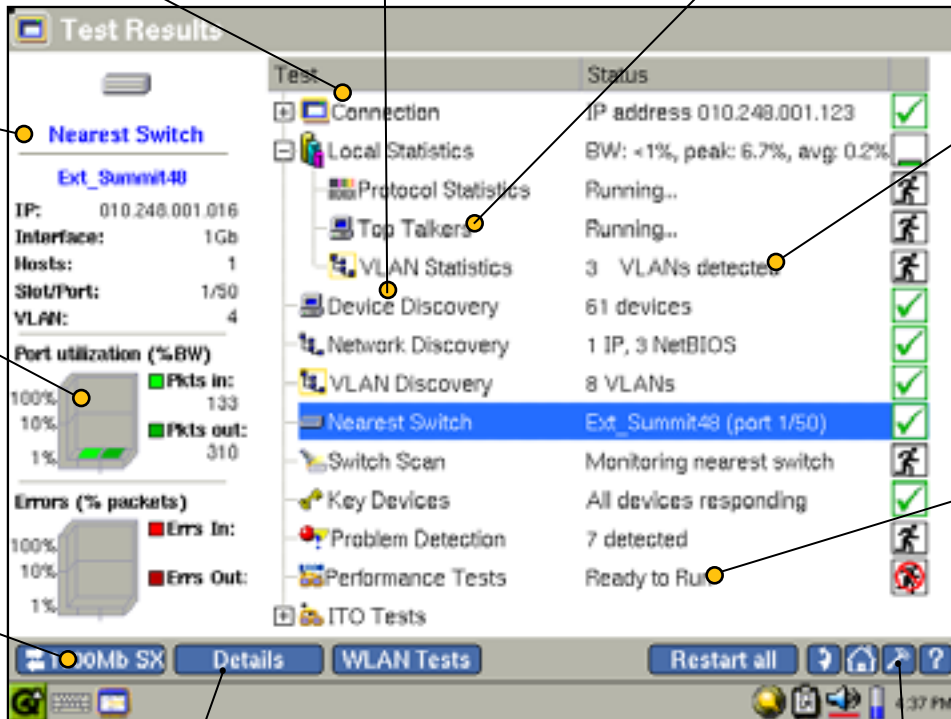 Test Results
Test Status
Nearest Switch
Ext_Summit48
IP: 010.248.001.016
Interface: 1Gb
Hosts: 1
Slot/Port: 1/50
VLAN: 4
Port utilization (%BW)
100%
10%
1%
Pkts in:
133
Pkts out:
310
Errors (% packets)
100%
10%
1%
Errs In:
Errs Out:
Connection IP address 010.248.001.123
Local Statistics BW: <1%, peak: 6.7%, avg: 0.2%
Protocol Statistics Running...
Top Talkers Running...
VLAN Statistics 3 VLANs detected
Device Discovery 61 devices
Network Discovery 1 IP, 3 NetBIOS
VLAN Discovery 8 VLANs
Nearest Switch Ext_Summit48 (port 1/50)
Switch Scan Monitoring nearest switch
Key Devices All devices responding
Problem Detection 7 detected
Performance Tests Ready to Run
ITO Tests
1000Mb SX Details WLAN Tests Restart all ?
4:37 PM